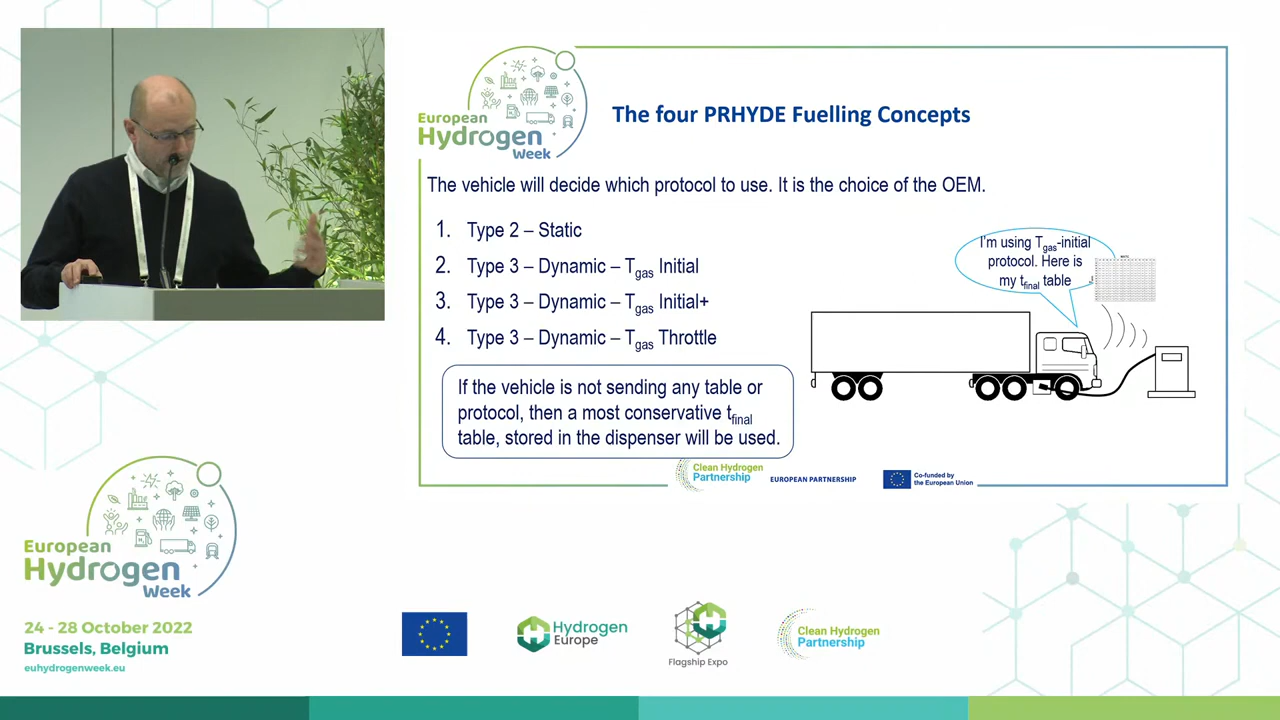 European
Hydrogen
Week
The four PRHYDE Fuelling Concepts
The vehicle will decide which protocol to use. It is the choice of the OEM.
1. Type 2 – Static
2. Type 3 – Dynamic – Tgas Initial
3. Type 3 – Dynamic – Tgas Initial+
4. Type 3 – Dynamic – Tgas Throttle
If the vehicle is not sending any table or
protocol, then a most conservative tfinal
table, stored in the dispenser will be used.
I'm using Tgas-initial
protocol. Here is
my tfinal table
Clean Hydrogen
Partnership
EUROPEAN PARTNERSHIP
Co-funded by
the European Union
European
Hydrogen
Week
24 - 28 October 2022
Brussels, Belgium
euhydrogenweek.eu
Hydrogen
Europe
Flagship Expo
Clean Hydrogen
Partnership